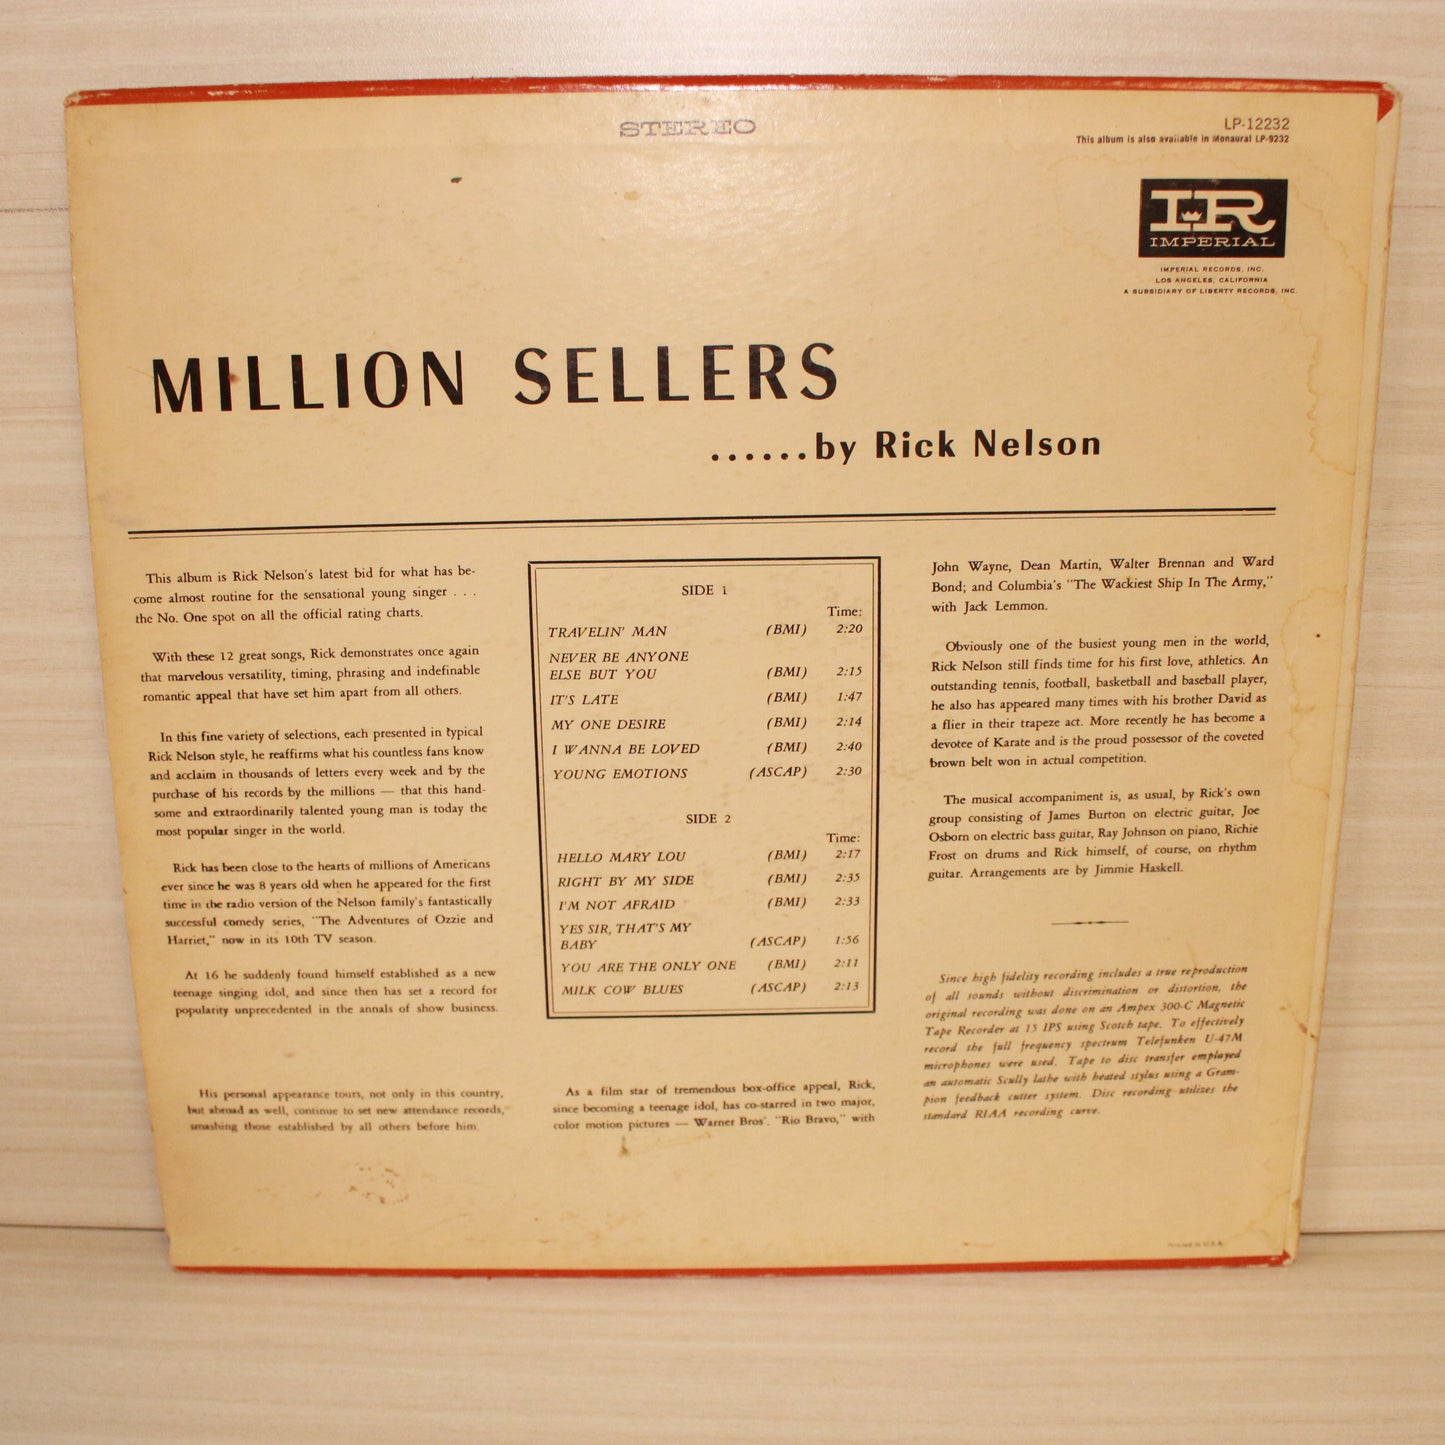 STEREO
LP-12232
This album is also available in Monaural LP-9232
IR
IMPERIAL
IMPERIAL RECORDS, INC.
LOS ANGELES, CALIFORNIA
A SUBSIDIARY OF LIBERTY RECORDS, INC.
MILLION SELLERS
......by Rick Nelson
This album is Rick Nelson's latest bid for what has be-
come almost routine for the sensational young singer . . .
the No. One spot on all the official rating charts.
With these 12 great songs, Rick demonstrates once again
that marvelous versatility, timing, phrasing and indefinable
romantic appeal that have set him apart from all others.
In this fine variety of selections, each presented in typical
Rick Nelson style, he reaffirms what his countless fans know
and acclaim in thousands of letters every week and by the
purchase of his records by the millions — that this hand-
some and extraordinarily talented young man is today the
most popular singer in the world.
Rick has been close to the hearts of millions of Americans
ever since he was 8 years old when he appeared for the first
time in the radio version of the Nelson family's fantastically
successful comedy series, "The Adventures of Ozzie and
Harriet," now in its 10th TV season.
At 16 he suddenly found himself established as a new
teenage singing idol, and since then has set a record for
popularity unprecedented in the annals of show business.
His personal appearance tours, not only in this country,
but abroad as well, continue to set new attendance records,
smashing those established by all others before him.
SIDE 1
Time:
TRAVELIN' MAN (BMI) 2:20
NEVER BE ANYONE
ELSE BUT YOU (BMI) 2:15
IT'S LATE (BMI) 1:47
MY ONE DESIRE (BMI) 2:14
I WANNA BE LOVED (BMI) 2:40
YOUNG EMOTIONS (ASCAP) 2:30
SIDE 2
Time:
HELLO MARY LOU (BMI) 2:17
RIGHT BY MY SIDE (BMI) 2:35
I'M NOT AFRAID (BMI) 2:33
YES SIR, THAT'S MY
BABY (ASCAP) 1:56
YOU ARE THE ONLY ONE (BMI) 2:11
MILK COW BLUES (ASCAP) 2:13
As a film star of tremendous box-office appeal, Rick,
since becoming a teenage idol, has co-starred in two major,
color motion pictures — Warner Bros'. "Rio Bravo," with
John Wayne, Dean Martin, Walter Brennan and Ward
Bond; and Columbia's "The Wackiest Ship In The Army,"
with Jack Lemmon.
Obviously one of the busiest young men in the world,
Rick Nelson still finds time for his first love, athletics. An
outstanding tennis, football, basketball and baseball player,
he also has appeared many times with his brother David as
a flier in their trapeze act. More recently he has become a
devotee of Karate and is the proud possessor of the coveted
brown belt won in actual competition.
The musical accompaniment is, as usual, by Rick's own
group consisting of James Burton on electric guitar, Joe
Osborn on electric bass guitar, Ray Johnson on piano, Richie
Frost on drums and Rick himself, of course, on rhythm
guitar. Arrangements are by Jimmie Haskell.
Since high fidelity recording includes a true reproduction
of all sounds without discrimination or distortion, the
original recording was done on an Ampex 300-C Magnetic
Tape Recorder at 15 IPS using Scotch tape. To effectively
record the full frequency spectrum Telefunken U-47M
microphones were used. Tape to disc transfer employed
an automatic Scully lathe with heated stylus using a Gram-
pion feedback cutter system. Disc recording utilizes the
standard RIAA recording curve.
Printed in U.S.A.